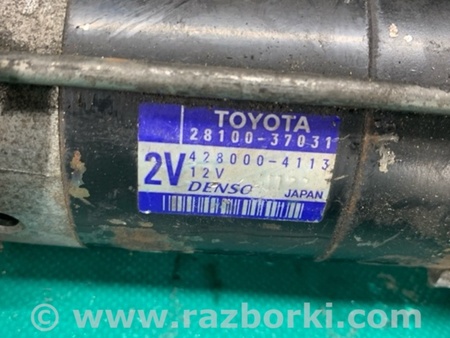 TOYOTA
28100-37031
2V
428000-4113
12V
DENSO
JAPAN
www.razborki.com